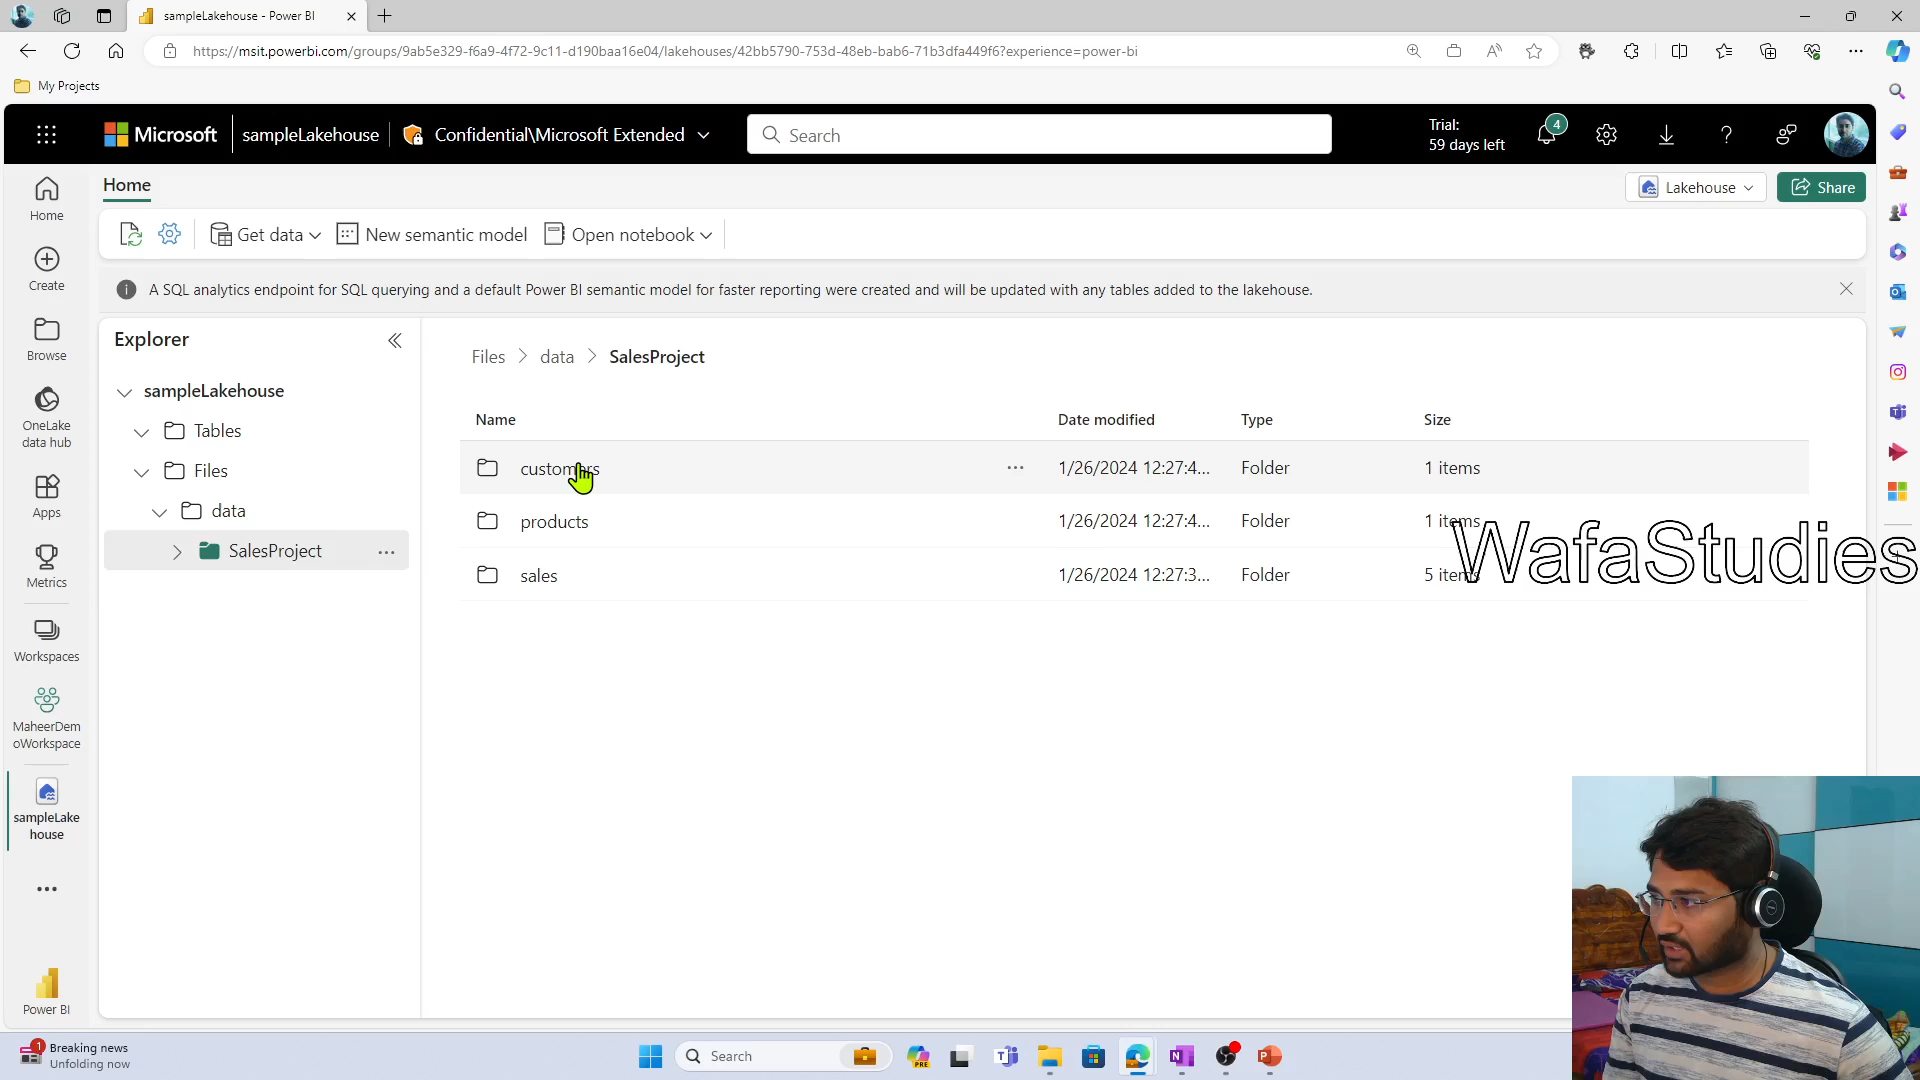 sampleLakehouse - Power BI
https://msit.powerbi.com/groups/9ab5e329-f6a9-4f72-9c11-d190baa16e04/lakehouses/42bb5790-753d-48eb-bab6-71b3dfa449f6?experience=power-bi
My Projects
Microsoft sampleLakehouse Confidential\Microsoft Extended Search
Trial:
59 days left
4
Home
Lakehouse
Share
Get data New semantic model Open notebook
A SQL analytics endpoint for SQL querying and a default Power BI semantic model for faster reporting were created and will be updated with any tables added to the lakehouse.
Home
Create
Browse
OneLake
data hub
Apps
Metrics
Workspaces
MaheerDem
oWorkspace
sampleLake
house
Power BI
Explorer
sampleLakehouse
Tables
Files
data
SalesProject
Files > data > SalesProject
Name Date modified Type Size
customers 1/26/2024 12:27:4... Folder 1 items
products 1/26/2024 12:27:4... Folder 1 items
sales 1/26/2024 12:27:3... Folder 5 items
WafaStudies
1
Breaking news
Unfolding now
Search
PRE